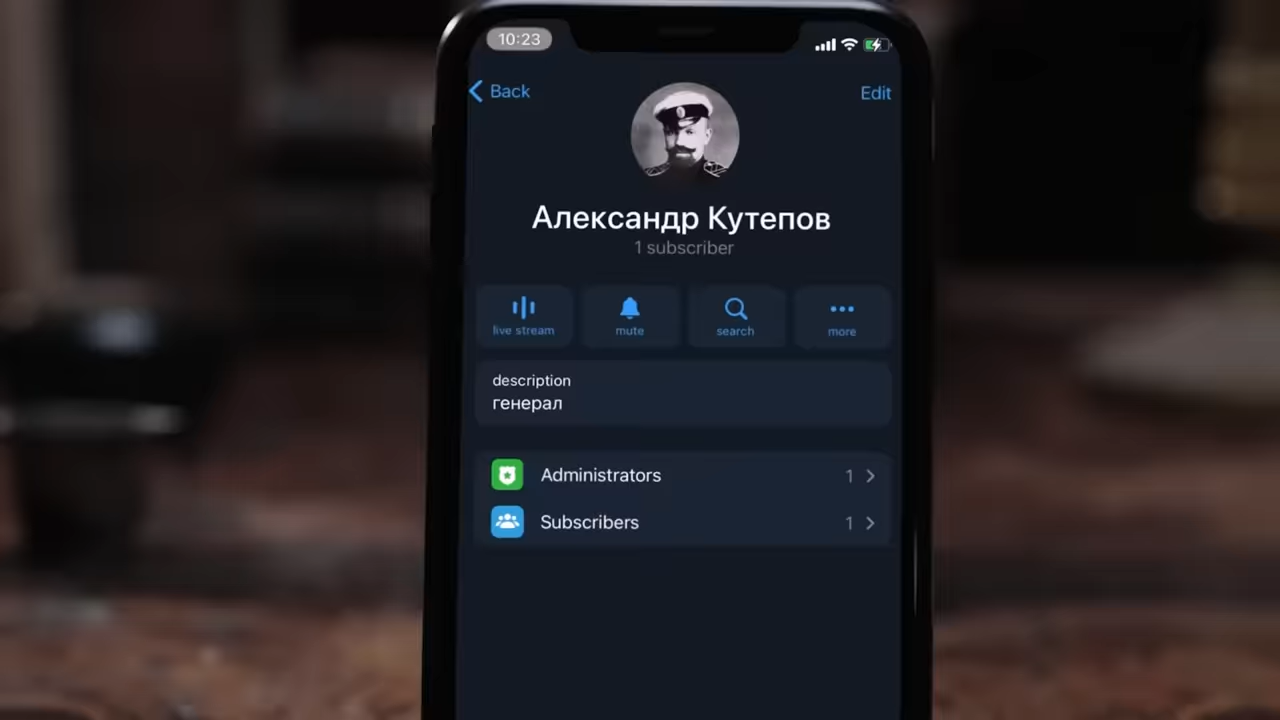 10:23
Back
Edit
Александр Кутепов
1 subscriber
live stream
mute
search
more
description
генерал
Administrators 1
Subscribers 1